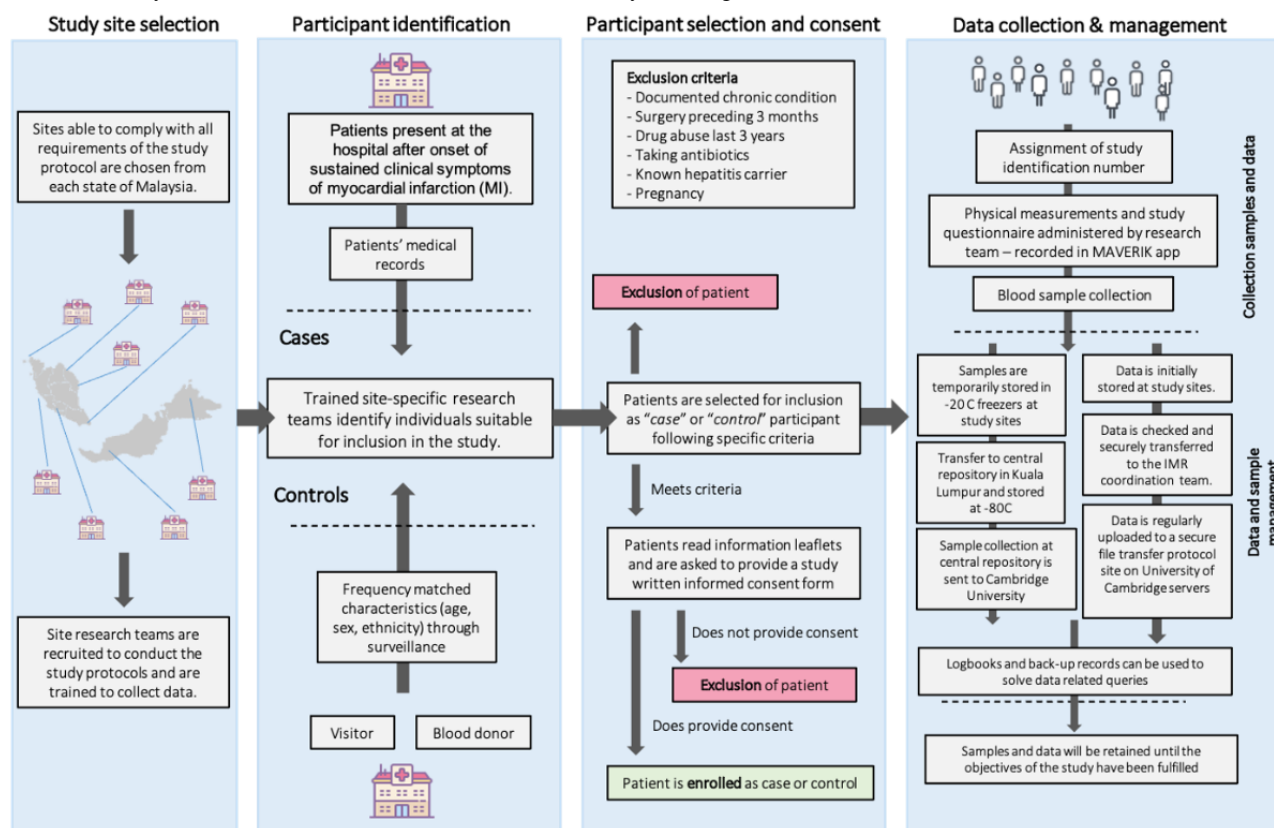 Study site selection
Sites able to comply with all
requirements of the study
protocol are chosen from
each state of Malaysia.
Site research teams are
recruited to conduct the
study protocols and are
trained to collect data.
Participant identification
Patients present at the
hospital after onset of
sustained clinical symptoms
of myocardial infarction (MI).
Patients' medical
records
Cases
Trained site-specific research
teams identify individuals suitable
for inclusion in the study.
Controls
Frequency matched
characteristics (age,
sex, ethnicity) through
surveillance
Visitor
Blood donor
Participant selection and consent
Exclusion criteria
- Documented chronic condition
- Surgery preceding 3 months
- Drug abuse last 3 years
- Taking antibiotics
- Known hepatitis carrier
- Pregnancy
Exclusion of patient
Patients are selected for inclusion
as "case" or "control" participant
following specific criteria
Meets criteria
Patients read information leaflets
and are asked to provide a study
written informed consent form
Does not provide consent
Exclusion of patient
Does provide consent
Patient is enrolled as case or control
Data collection & management
Assignment of study
identification number
Physical measurements and study
questionnaire administered by research
team – recorded in MAVERIK app
Blood sample collection
Collection samples and data
Samples are
temporarily stored in
-20 C freezers at
study sites
Transfer to central
repository in Kuala
Lumpur and stored
at -80C
Sample collection at
central repository is
sent to Cambridge
University
Data is initially
stored at study sites.
Data is checked and
securely transferred
to the IMR
coordination team.
Data is regularly
uploaded to a secure
file transfer protocol
site on University of
Cambridge servers
Data and sample
management
Logbooks and back-up records can be used to
solve data related queries
Samples and data will be retained until the
objectives of the study have been fulfilled